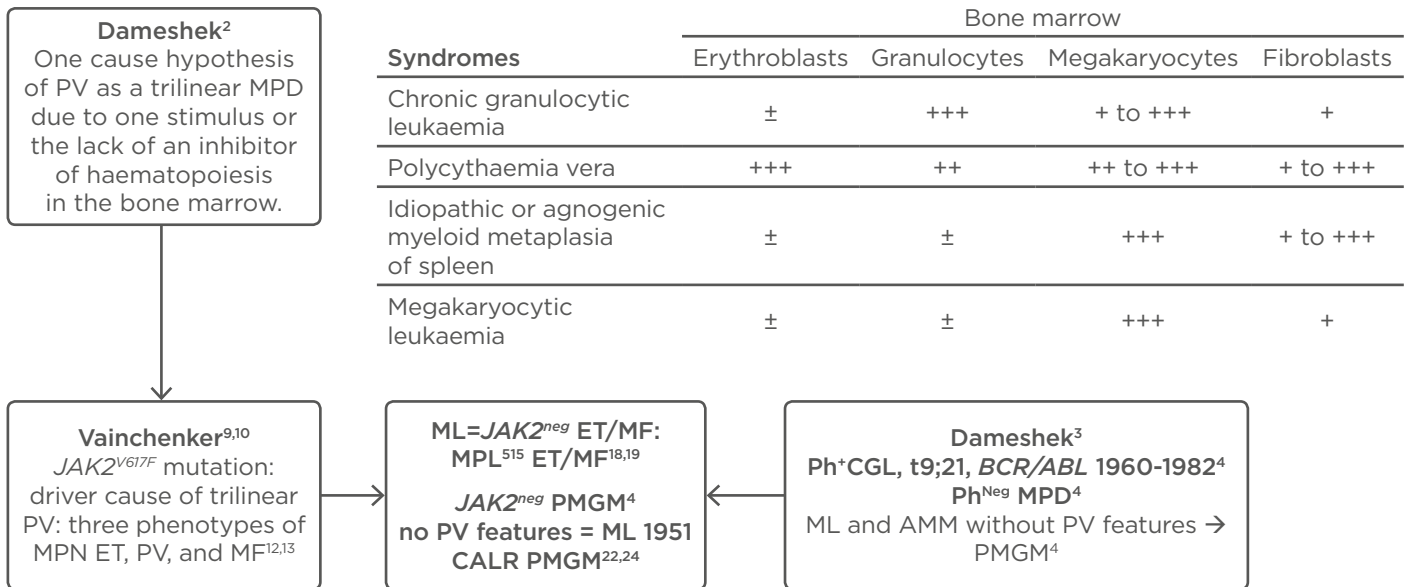 Dameshek²
One cause hypothesis
of PV as a trilinear MPD
due to one stimulus or
the lack of an inhibitor
of haematopoiesis
in the bone marrow.
Bone marrow
Syndromes Erythroblasts Granulocytes Megakaryocytes Fibroblasts
Chronic granulocytic
leukaemia ± +++ + to +++ +
Polycythaemia vera +++ ++ ++ to +++ + to +++
Idiopathic or agnogenic
myeloid metaplasia ± ± +++ + to +++
of spleen
Megakaryocytic
leukaemia ± ± +++ +
Vainchenker⁹,¹⁰
JAK2ⱽ⁶¹⁷ᶠ mutation:
driver cause of trilinear
PV: three phenotypes of
MPN ET, PV, and MF¹²,¹³
ML=JAK2ⁿᵉᵍ ET/MF:
MPL⁵¹⁵ ET/MF¹⁸,¹⁹
JAK2ⁿᵉᵍ PMGM⁴
no PV features = ML 1951
CALR PMGM²²,²⁴
Dameshek³
Ph⁺CGL, t9;21, BCR/ABL 1960-1982⁴
Phᴺᵉᵍ MPD⁴
ML and AMM without PV features →
PMGM⁴